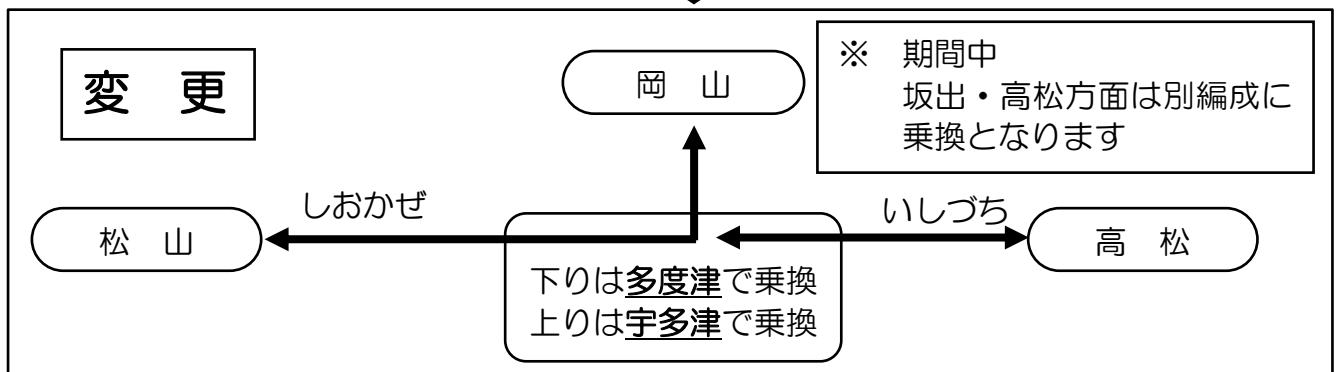 変 更
岡 山
※ 期間中
坂出・高松方面は別編成に
乗換となります
しおかぜ
いしづち
松 山
高 松
下りは多度津で乗換
上りは宇多津で乗換